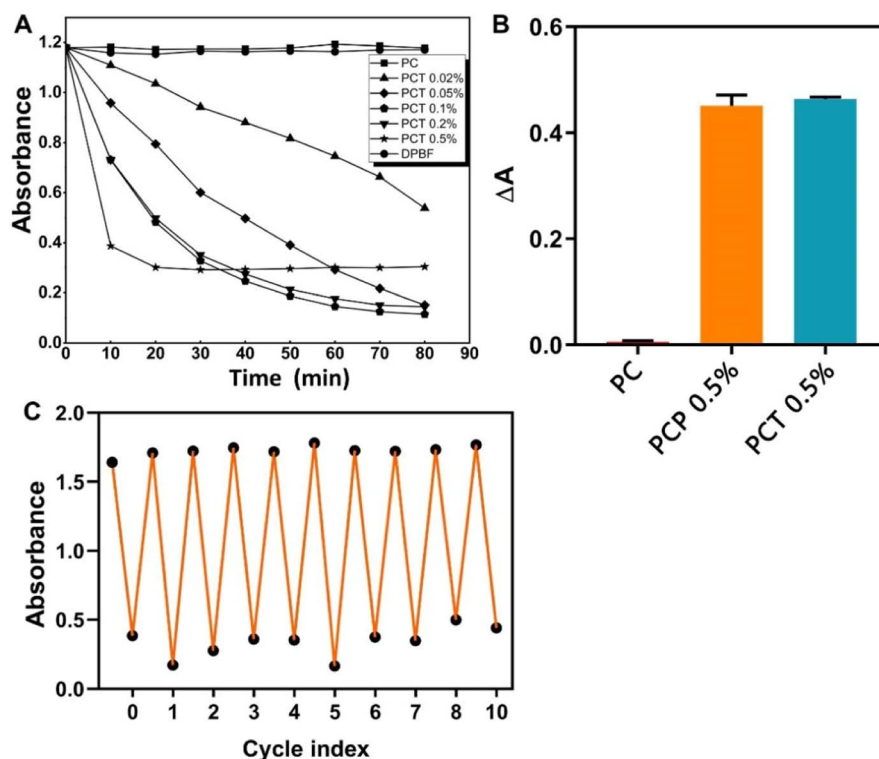 A
Absorbance
1.2
1.0
0.8
0.6
0.4
0.2
0.0
PC
PCT 0.02%
PCT 0.05%
PCT 0.1%
PCT 0.2%
PCT 0.5%
DPBF
0 10 20 30 40 50 60 70 80 90
Time (min)
B
ΔA
0.6
0.4
0.2
0.0
PC
PCP 0.5%
PCT 0.5%
C
Absorbance
2.0
1.5
1.0
0.5
0.0
0 1 2 3 4 5 6 7 8 10
Cycle index